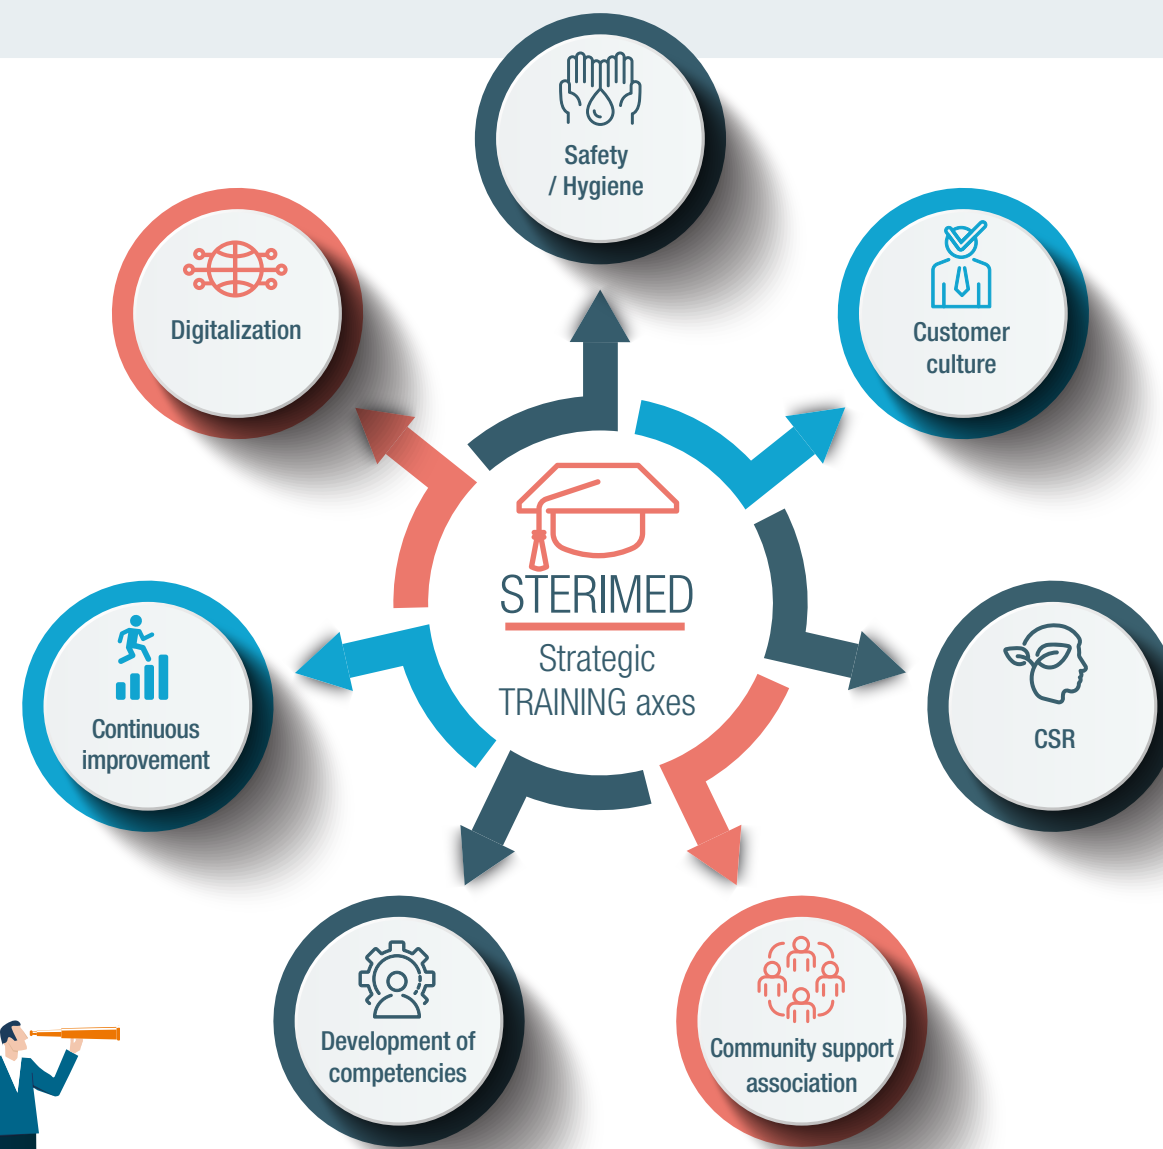 Safety
/ Hygiene
Digitalization
Customer
culture
STERIMED
Strategic
TRAINING axes
Continuous
improvement
CSR
Development of
competencies
Community support
association